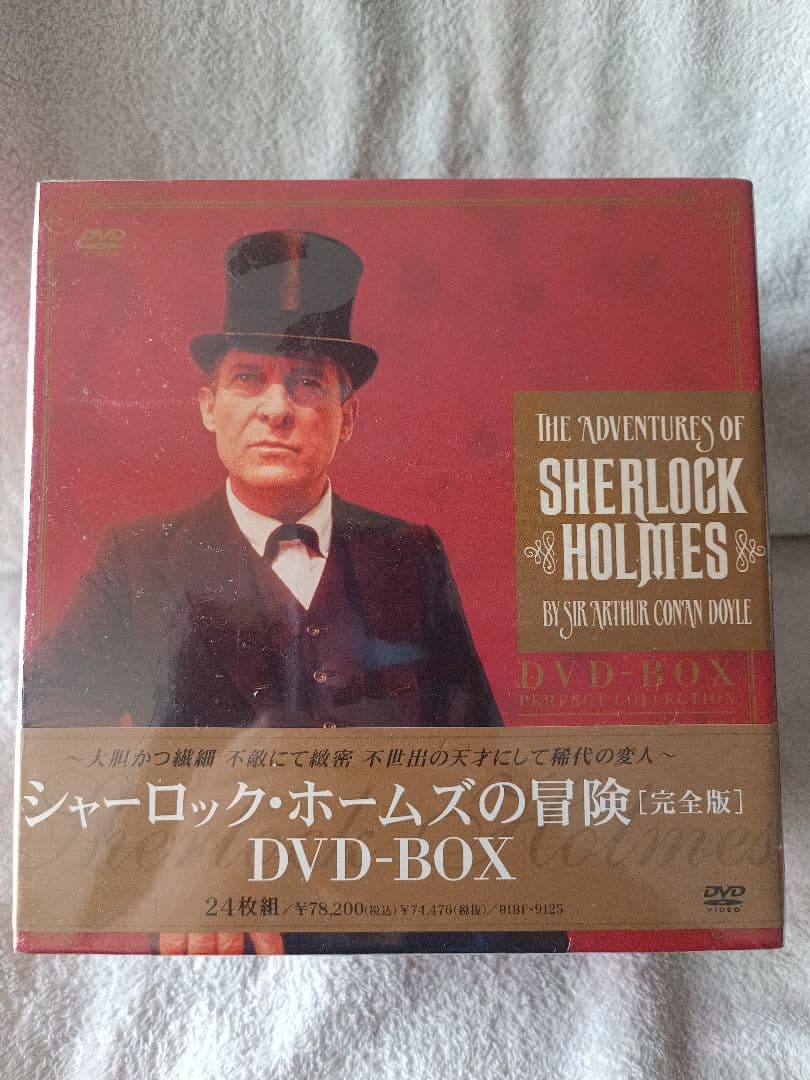 DVD
VIDEO
THE ADVENTURES OF
SHERLOCK
HOLMES
BY SIR ARTHUR CONAN DOYLE
DVD-BOX
PERFECT COLLECTION
～大胆かつ繊細 不敵にて緻密 不世出の天才にして稀代の変人～
シャーロック・ホームズの冒険[完全版]
Sherlock Holmes
DVD-BOX
24枚組/¥78,200(税込)¥74,476(税抜)/BIBF-9125
DVD
VIDEO